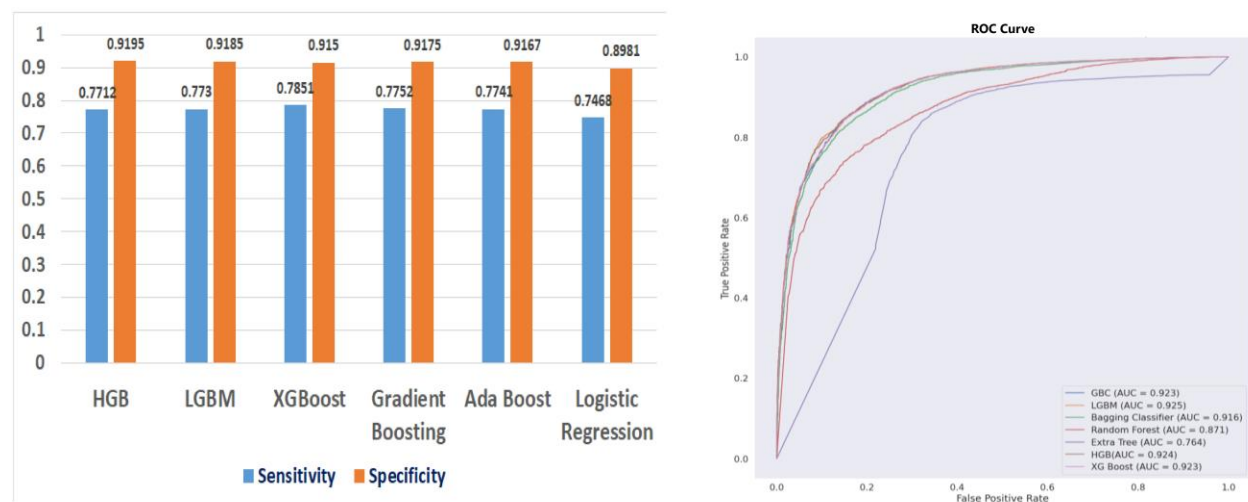 1
0.9
0.8
0.7
0.6
0.5
0.4
0.3
0.2
0.1
0
0.7712 0.9195 0.773 0.9185 0.7851 0.915 0.7752 0.9175 0.7741 0.9167 0.7468 0.8981
HGB LGBM XGBoost Gradient Boosting Ada Boost Logistic Regression
Sensitivity Specificity
ROC Curve
True Positive Rate
1.0
0.8
0.6
0.4
0.2
0.0
GBC (AUC = 0.923)
LGBM (AUC = 0.925)
Bagging Classifier (AUC = 0.916)
Random Forest (AUC = 0.871)
Extra Tree (AUC = 0.764)
HGB(AUC = 0.924)
XG Boost (AUC = 0.923)
0.0 0.2 0.4 0.6 0.8 1.0
False Positive Rate